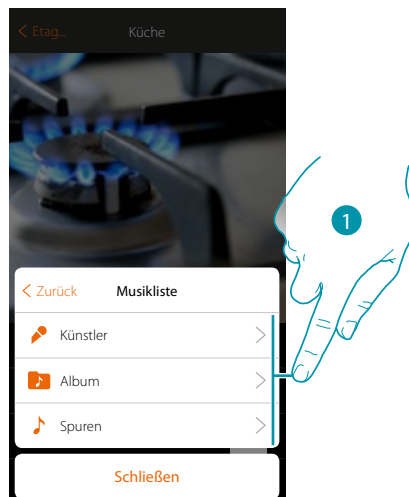 Etag... Küche
1
Zurück Musikliste
Künstler
Album
Spuren
Schließen